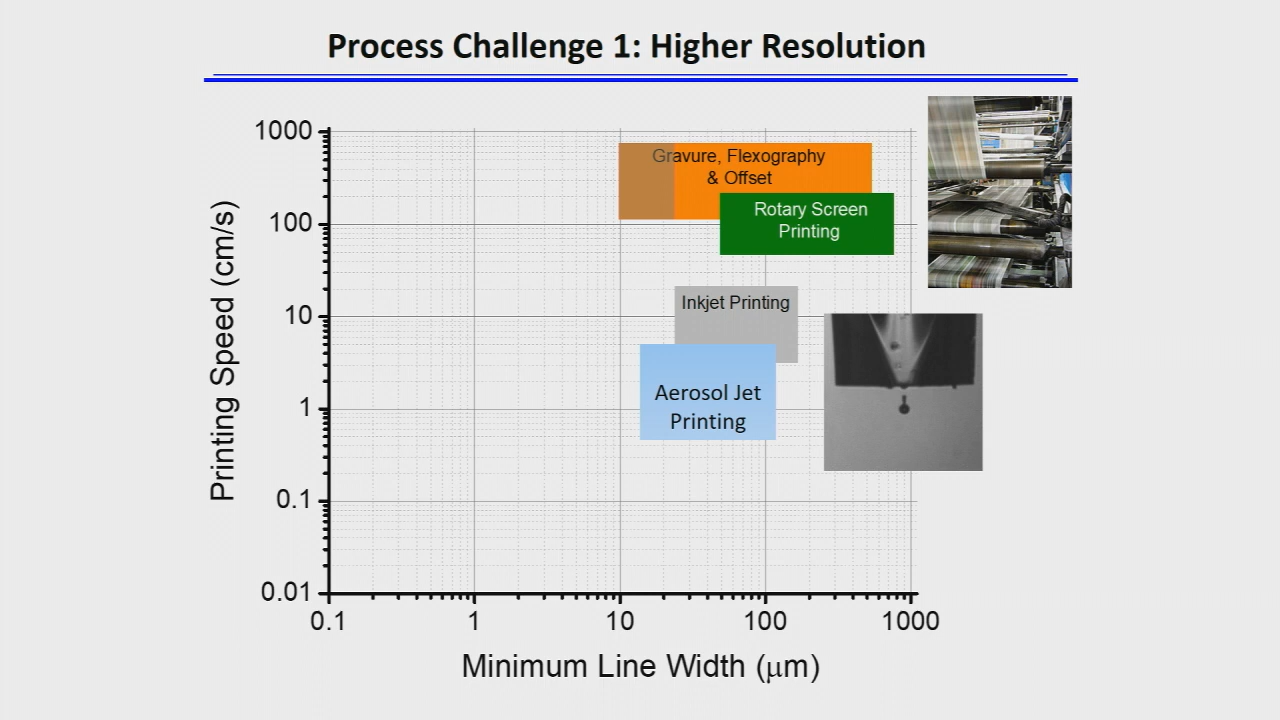 Process Challenge 1: Higher Resolution
1000
100
10
1
0.1
0.01
Printing Speed (cm/s)
Gravure, Flexography
& Offset
Rotary Screen
Printing
Inkjet Printing
Aerosol Jet
Printing
0.1 1 10 100 1000
Minimum Line Width (μm)